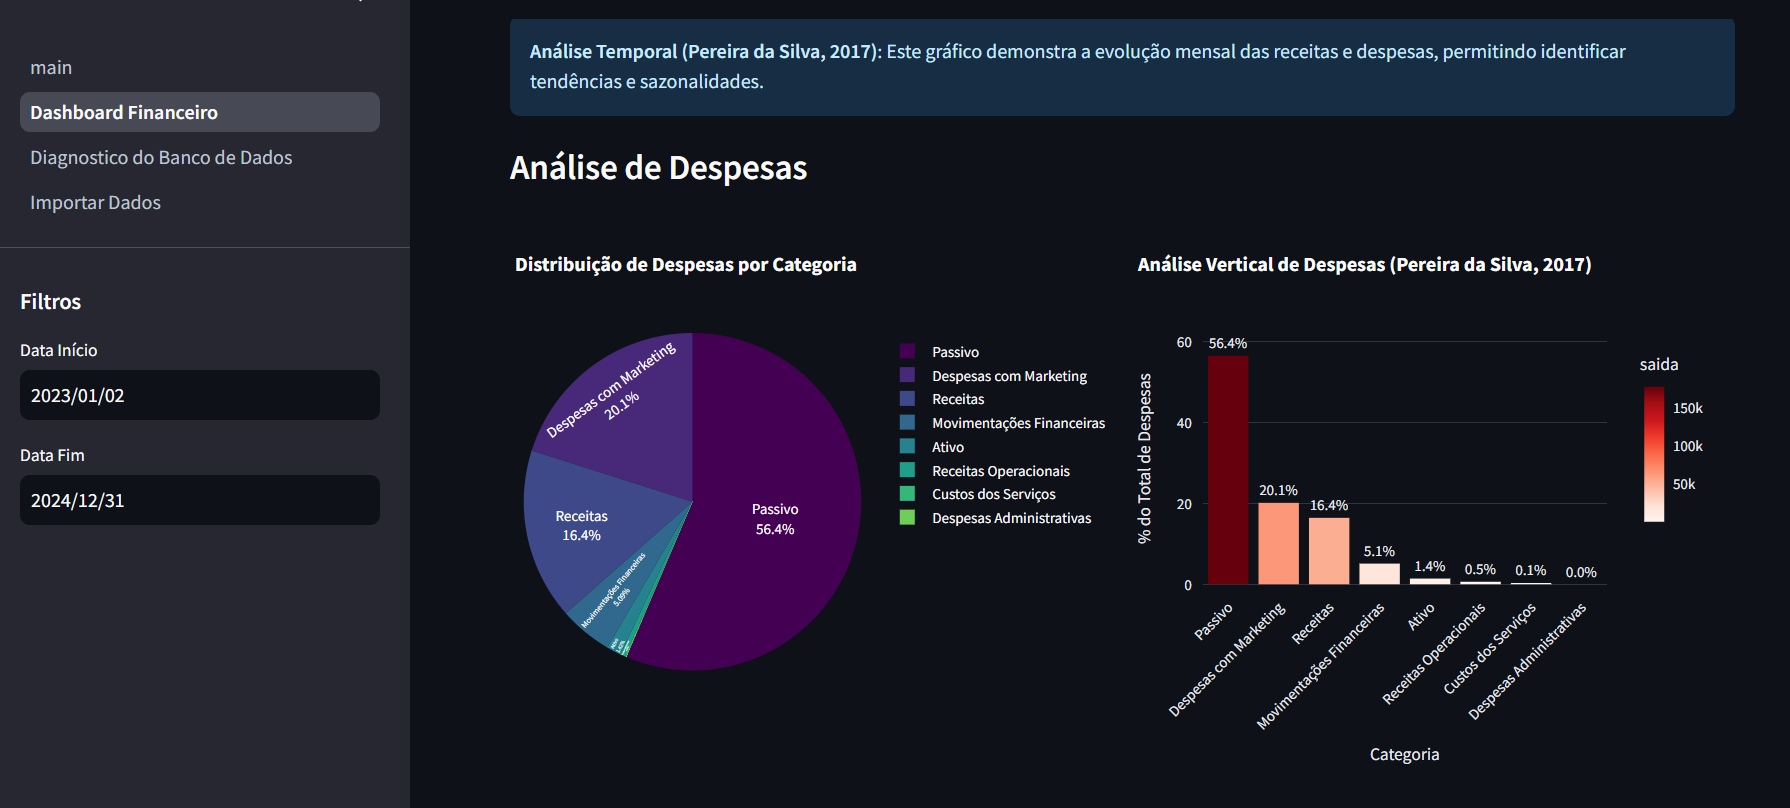 main
Dashboard Financeiro
Diagnostico do Banco de Dados
Importar Dados
Filtros
Data Início
2023/01/02
Data Fim
2024/12/31
Análise Temporal (Pereira da Silva, 2017): Este gráfico demonstra a evolução mensal das receitas e despesas, permitindo identificar
tendências e sazonalidades.
Análise de Despesas
Distribuição de Despesas por Categoria
Despesas com Marketing
20.1%
Receitas
16.4%
Movimentações Financeiras
5.09%
Passivo
56.4%
Passivo
Despesas com Marketing
Receitas
Movimentações Financeiras
Ativo
Receitas Operacionais
Custos dos Serviços
Despesas Administrativas
Análise Vertical de Despesas (Pereira da Silva, 2017)
% do Total de Despesas
60
40
20
0
56.4%
20.1%
16.4%
5.1%
1.4%
0.5%
0.1%
0.0%
Passivo
Despesas com Marketing
Receitas
Movimentações Financeiras
Ativo
Receitas Operacionais
Custos dos Serviços
Despesas Administrativas
Categoria
saida
150k
100k
50k